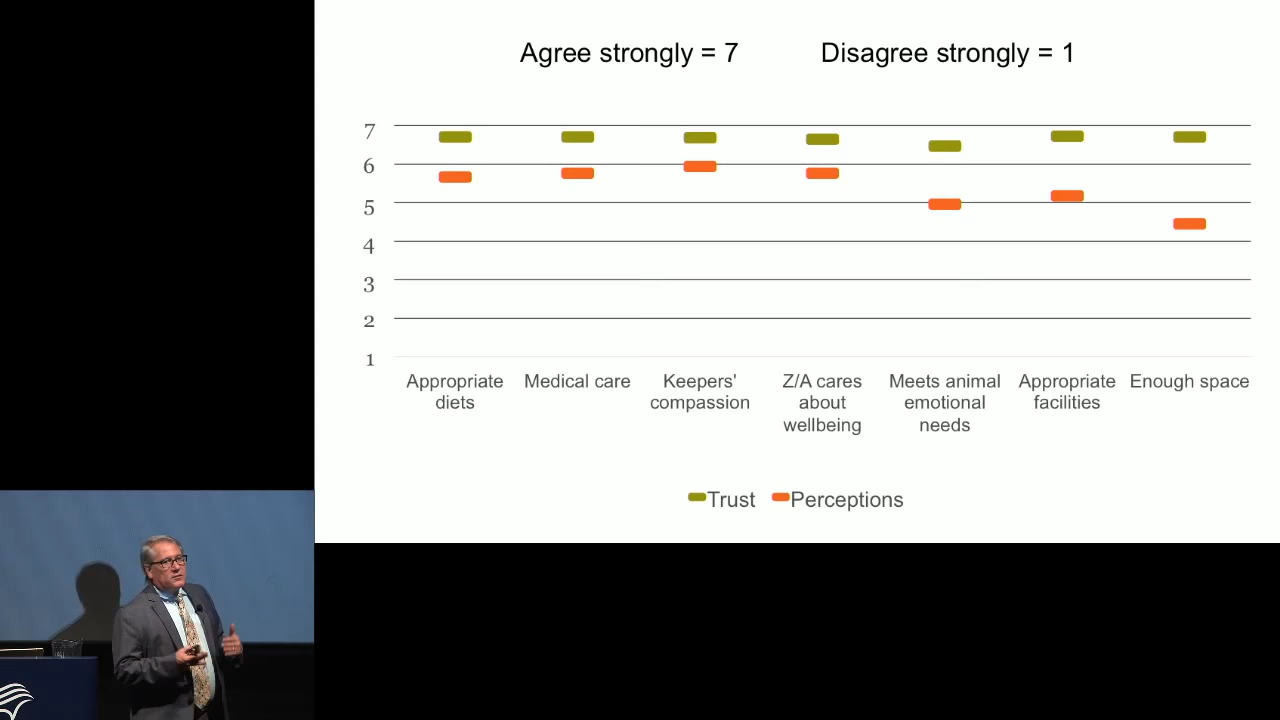 Agree strongly = 7 Disagree strongly = 1
7
6
5
4
3
2
1
Appropriate
diets
Medical care
Keepers'
compassion
Z/A cares
about
wellbeing
Meets animal
emotional
needs
Appropriate
facilities
Enough space
Trust Perceptions